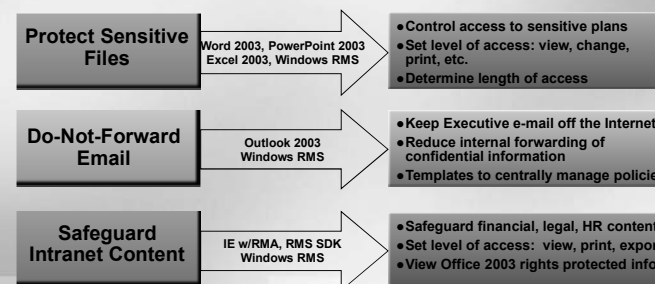 Protect Sensitive
Files
Word 2003, PowerPoint 2003
Excel 2003, Windows RMS
●Control access to sensitive plans
●Set level of access: view, change,
print, etc.
●Determine length of access
Do-Not-Forward
Email
Outlook 2003
Windows RMS
●Keep Executive e-mail off the Internet
●Reduce internal forwarding of
confidential information
●Templates to centrally manage policie
Safeguard
Intranet Content
IE w/RMA, RMS SDK
Windows RMS
●Safeguard financial, legal, HR content
●Set level of access: view, print, expor
●View Office 2003 rights protected info